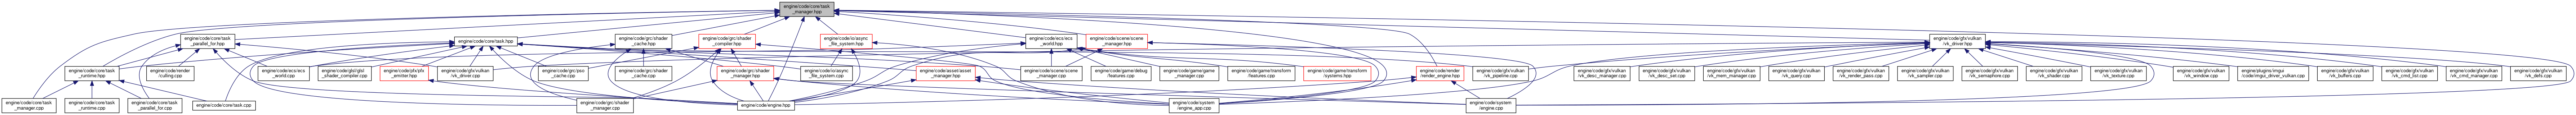 engine/code/core/task
_manager.hpp
engine/code/core/task
_parallel_for.hpp
engine/code/core/task.hpp
engine/code/grc/shader
_cache.hpp
engine/code/grc/shader
_compiler.hpp
engine/code/io/async
_file_system.hpp
engine/code/ecs/ecs
_world.hpp
engine/code/scene/scene
_manager.hpp
engine/code/gfx/vulkan
/vk_driver.hpp
engine/code/core/task
_runtime.hpp
engine/code/render
/culling.cpp
engine/code/ecs/ecs
_world.cpp
engine/code/glsl/glsl
_shader_compiler.cpp
engine/code/pfx/pfx
_emitter.hpp
engine/code/gfx/vulkan
/vk_driver.cpp
engine/code/grc/pso
_cache.cpp
engine/code/grc/shader
_cache.cpp
engine/code/grc/shader
_manager.hpp
engine/code/io/async
_file_system.cpp
engine/code/asset/asset
_manager.hpp
engine/code/scene/scene
_manager.cpp
engine/code/game/debug
/features.cpp
engine/code/game/game
_manager.cpp
engine/code/game/transform
/features.cpp
engine/code/game/transform
/systems.hpp
engine/code/render
/render_engine.hpp
engine/code/gfx/vulkan
/vk_pipeline.cpp
engine/code/gfx/vulkan
/vk_desc_manager.cpp
engine/code/gfx/vulkan
/vk_desc_set.cpp
engine/code/gfx/vulkan
/vk_mem_manager.cpp
engine/code/gfx/vulkan
/vk_query.cpp
engine/code/gfx/vulkan
/vk_render_pass.cpp
engine/code/gfx/vulkan
/vk_sampler.cpp
engine/code/gfx/vulkan
/vk_semaphore.cpp
engine/code/gfx/vulkan
/vk_shader.cpp
engine/code/gfx/vulkan
/vk_texture.cpp
engine/code/gfx/vulkan
/vk_window.cpp
engine/plugins/imgui
/code/imgui_driver_vulkan.cpp
engine/code/gfx/vulkan
/vk_buffers.cpp
engine/code/gfx/vulkan
/vk_cmd_list.cpp
engine/code/gfx/vulkan
/vk_cmd_manager.cpp
engine/code/gfx/vulkan
/vk_defs.cpp
engine/code/core/task
_manager.cpp
engine/code/core/task
_runtime.cpp
engine/code/core/task
_parallel_for.cpp
engine/code/core/task.cpp
engine/code/grc/shader
_manager.cpp
engine/code/engine.hpp
engine/code/system
/engine_app.cpp
engine/code/system
/engine.cpp